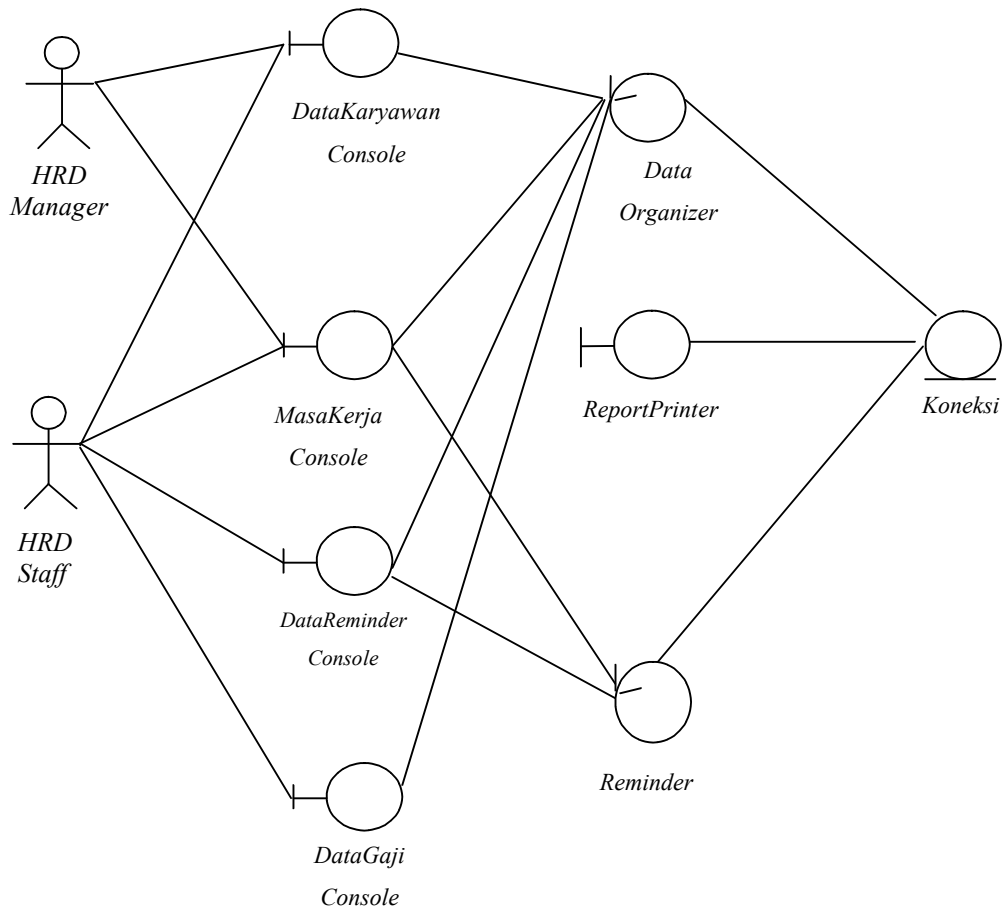 DataKaryawan
Console
HRD
Manager
Data
Organizer
MasaKerja
Console
ReportPrinter
Koneksi
HRD
Staff
DataReminder
Console
Reminder
DataGaji
Console